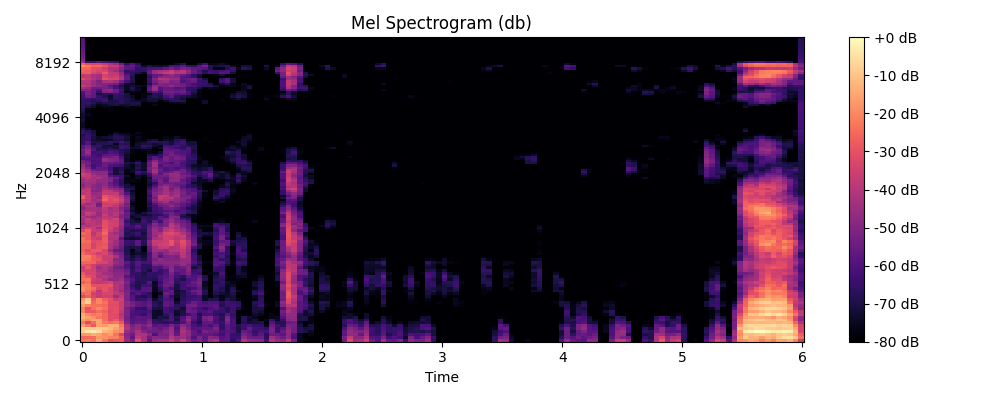 Mel Spectrogram (db)
Hz
8192
4096
2048
1024
512
0
0 1 2 3 4 5 6
Time
+0 dB
-10 dB
-20 dB
-30 dB
-40 dB
-50 dB
-60 dB
-70 dB
-80 dB